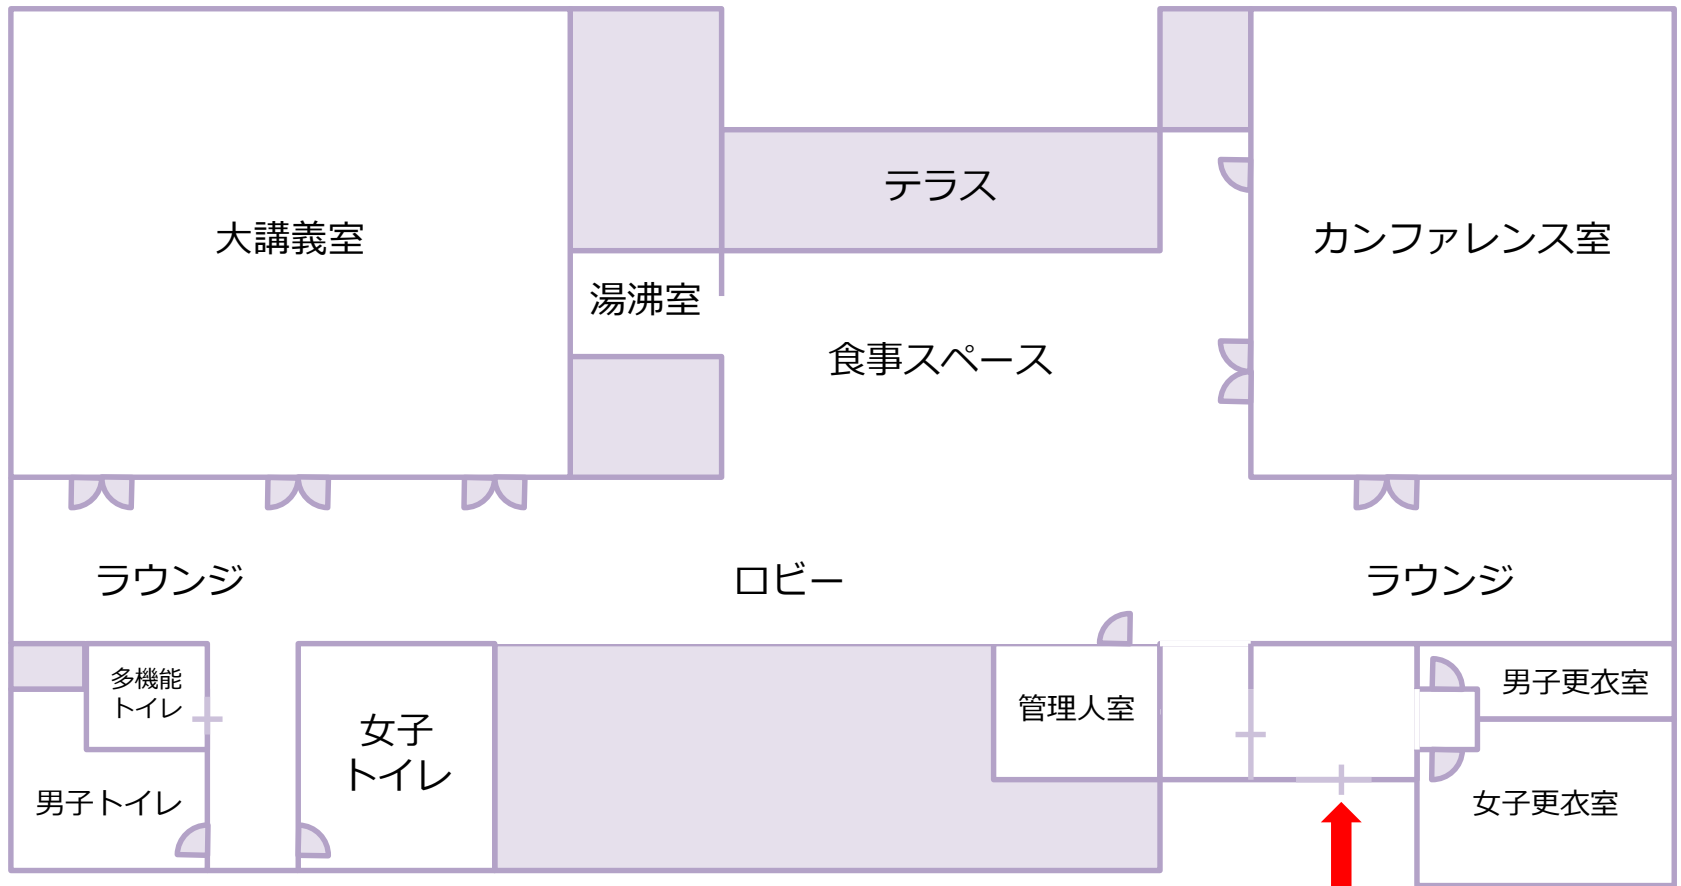 テラス
大講義室
カンファレンス室
湯沸室
食事スペース
ラウンジ
ロビー
ラウンジ
多機能
トイレ
女子
トイレ
管理人室
男子更衣室
男子トイレ
女子更衣室